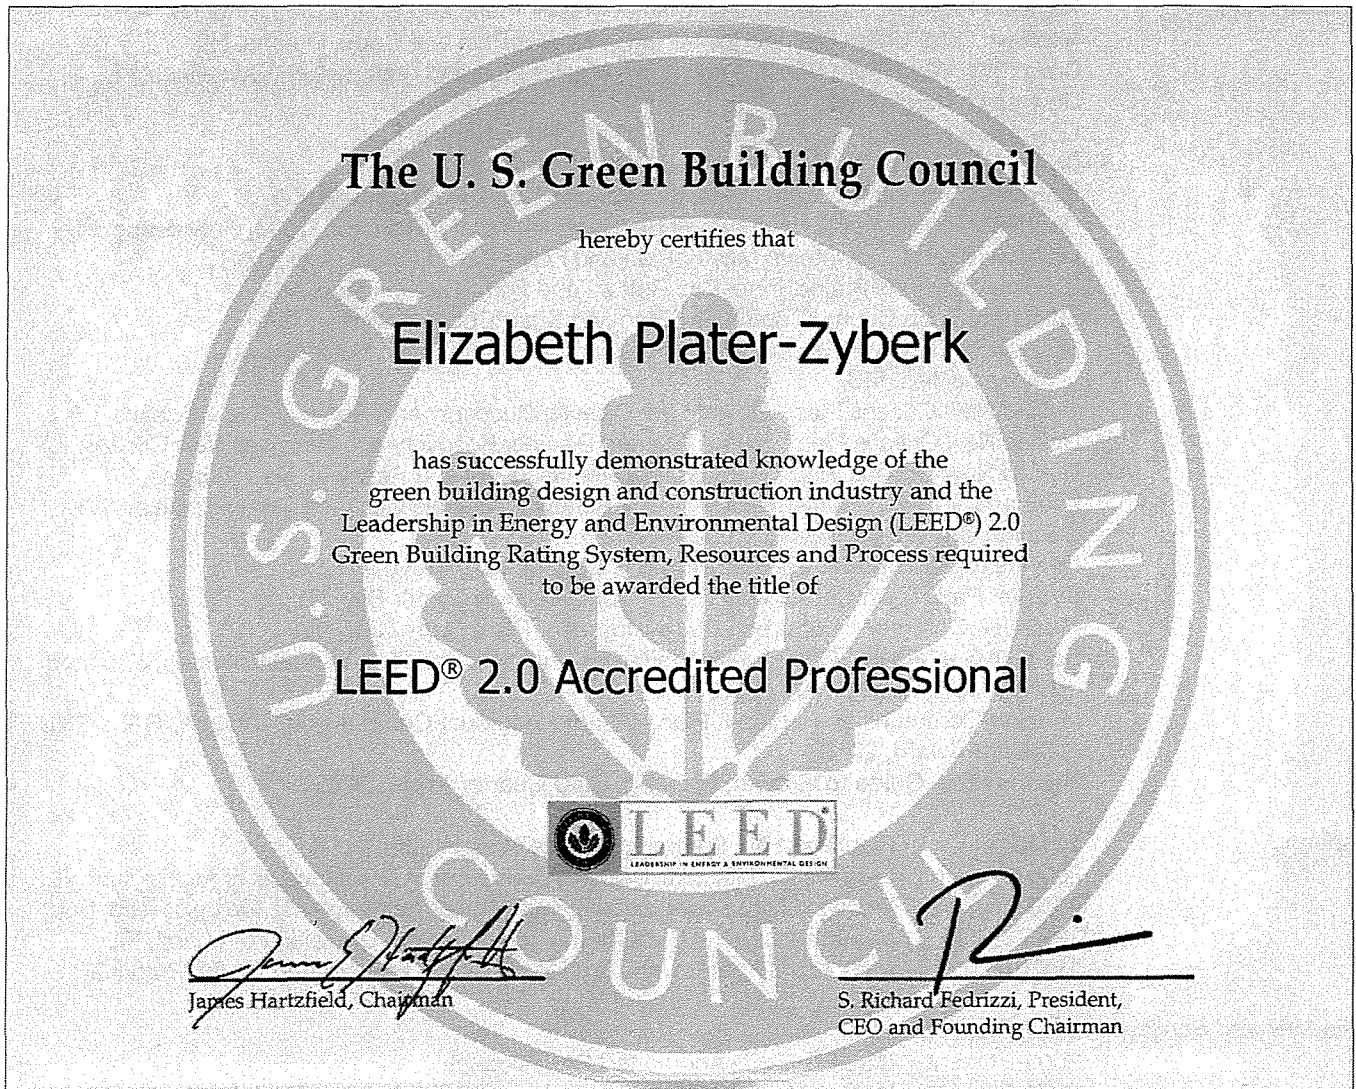 U.S. GREEN BUILDING COUNCIL
The U. S. Green Building Council
hereby certifies that
Elizabeth Plater-Zyberk
has successfully demonstrated knowledge of the
green building design and construction industry and the
Leadership in Energy and Environmental Design (LEED®) 2.0
Green Building Rating System, Resources and Process required
to be awarded the title of
LEED® 2.0 Accredited Professional
LEED®
LEADERSHIP IN ENERGY & ENVIRONMENTAL DESIGN
James Hartzfield, Chairman
S. Richard Fedrizzi, President,
CEO and Founding Chairman